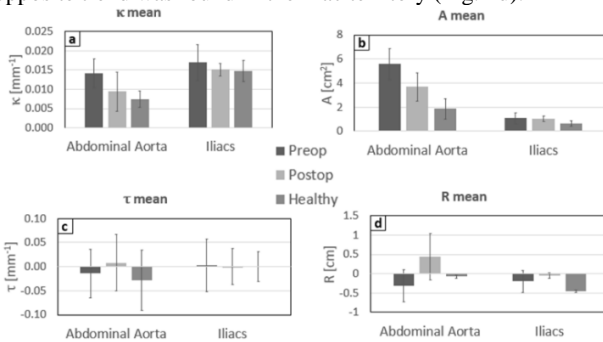 κ mean
a
κ [mm⁻¹]
0.025
0.020
0.015
0.010
0.005
0.000
Abdominal Aorta
Iliacs
A mean
b
A [cm²]
8
6
4
2
0
Abdominal Aorta
Iliacs
Preop
Postop
Healthy
τ mean
c
τ [mm⁻¹]
0.10
0.05
0.00
-0.05
-0.10
Abdominal Aorta
Iliacs
R mean
d
R [cm]
1.5
1
0.5
0
-0.5
-1
Abdominal Aorta
Iliacs